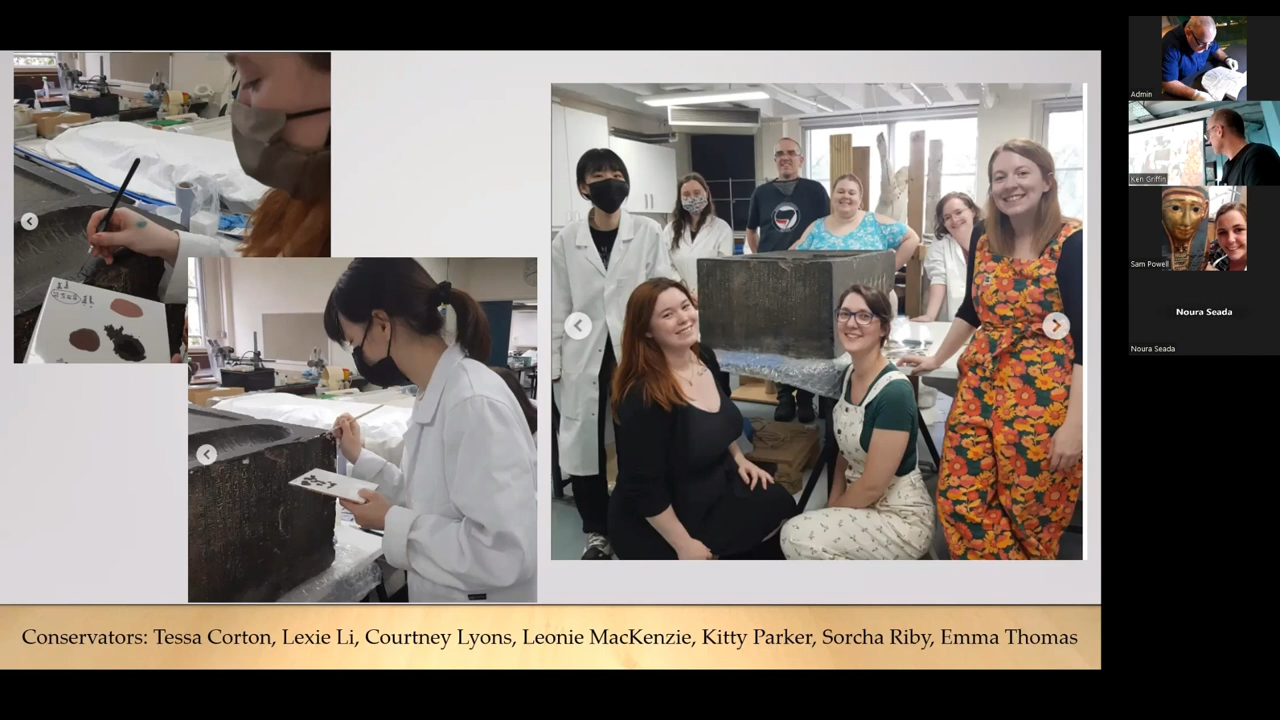 Conservators: Tessa Corton, Lexie Li, Courtney Lyons, Leonie MacKenzie, Kitty Parker, Sorcha Riby, Emma Thomas
Admin
Ken Griffin
Sam Powell
Noura Seada
Noura Seada